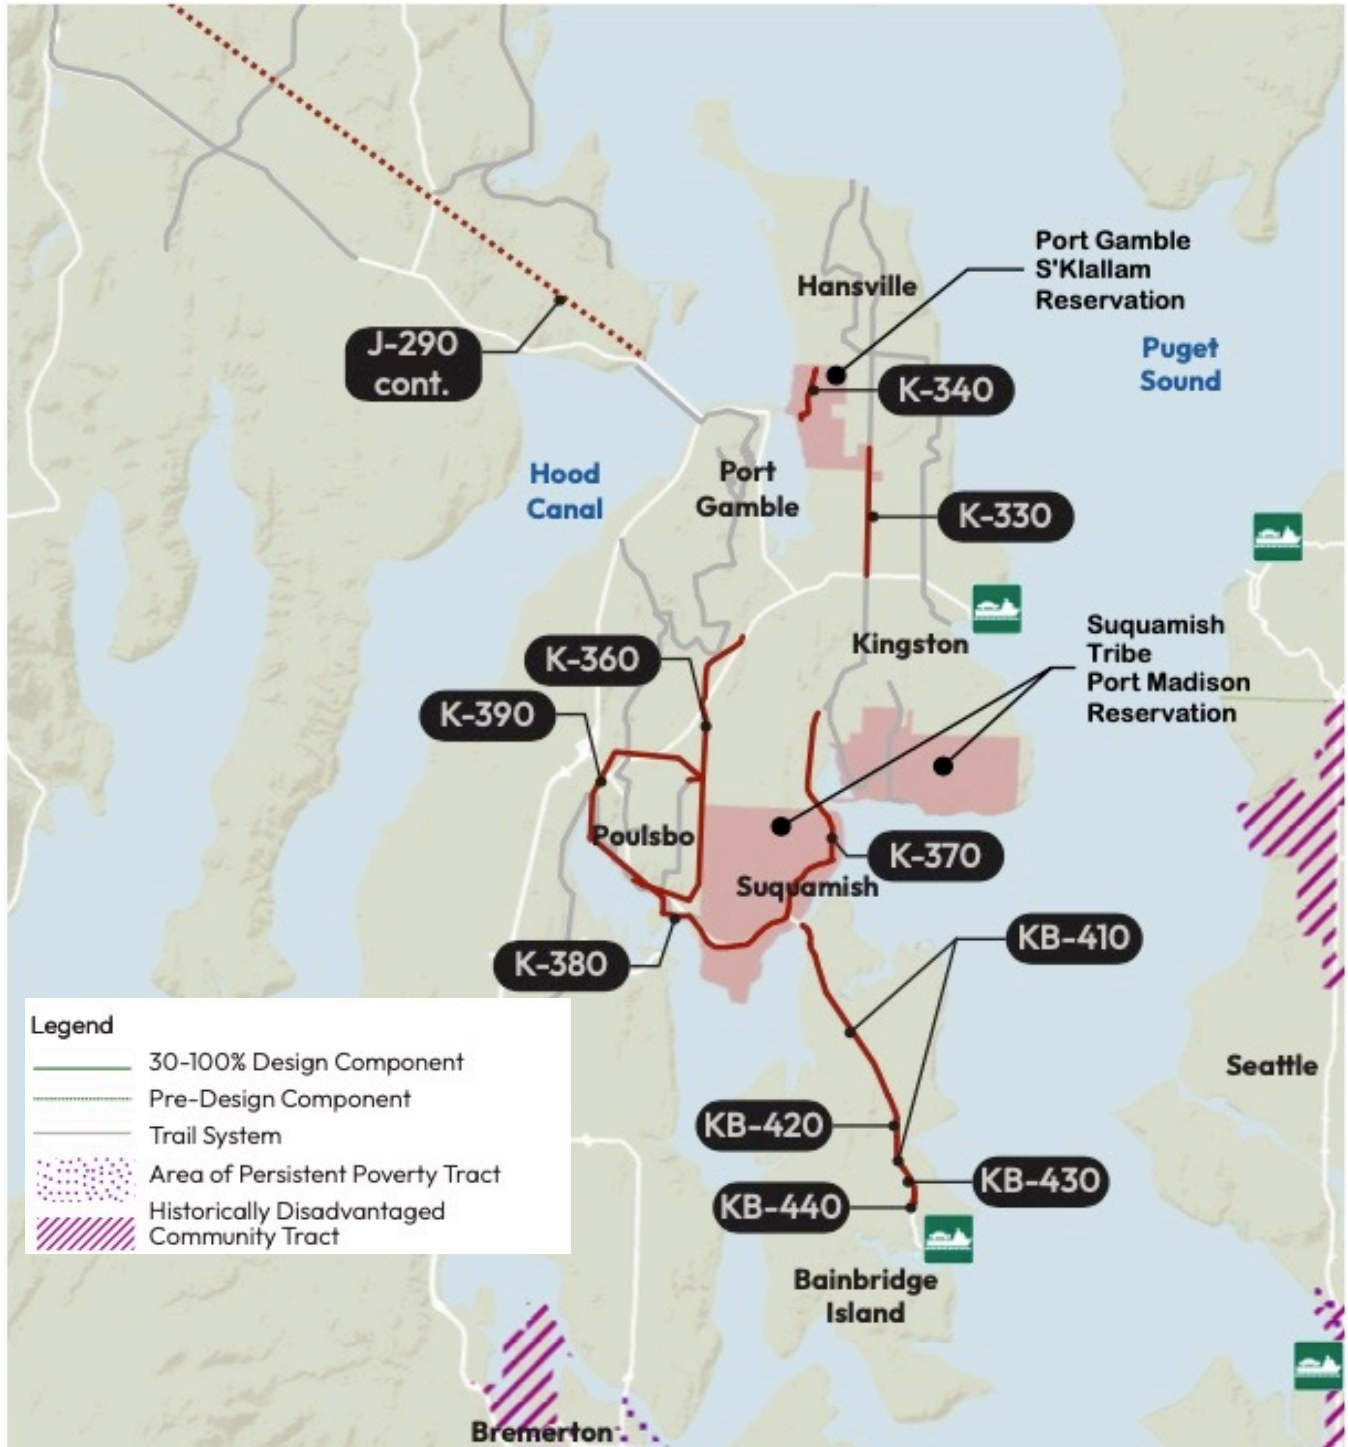 Port Gamble
S'Klallam
Reservation
Hansville
J-290
cont.
Puget
Sound
K-340
Hood
Canal
Port
Gamble
K-330
Kingston
Suquamish
Tribe
Port Madison
Reservation
K-360
K-390
Poulsbo
K-370
Suquamish
KB-410
K-380
Legend
30-100% Design Component
Pre-Design Component
Trail System
Area of Persistent Poverty Tract
Historically Disadvantaged
Community Tract
Seattle
KB-420
KB-430
KB-440
Bainbridge
Island
Bremerton